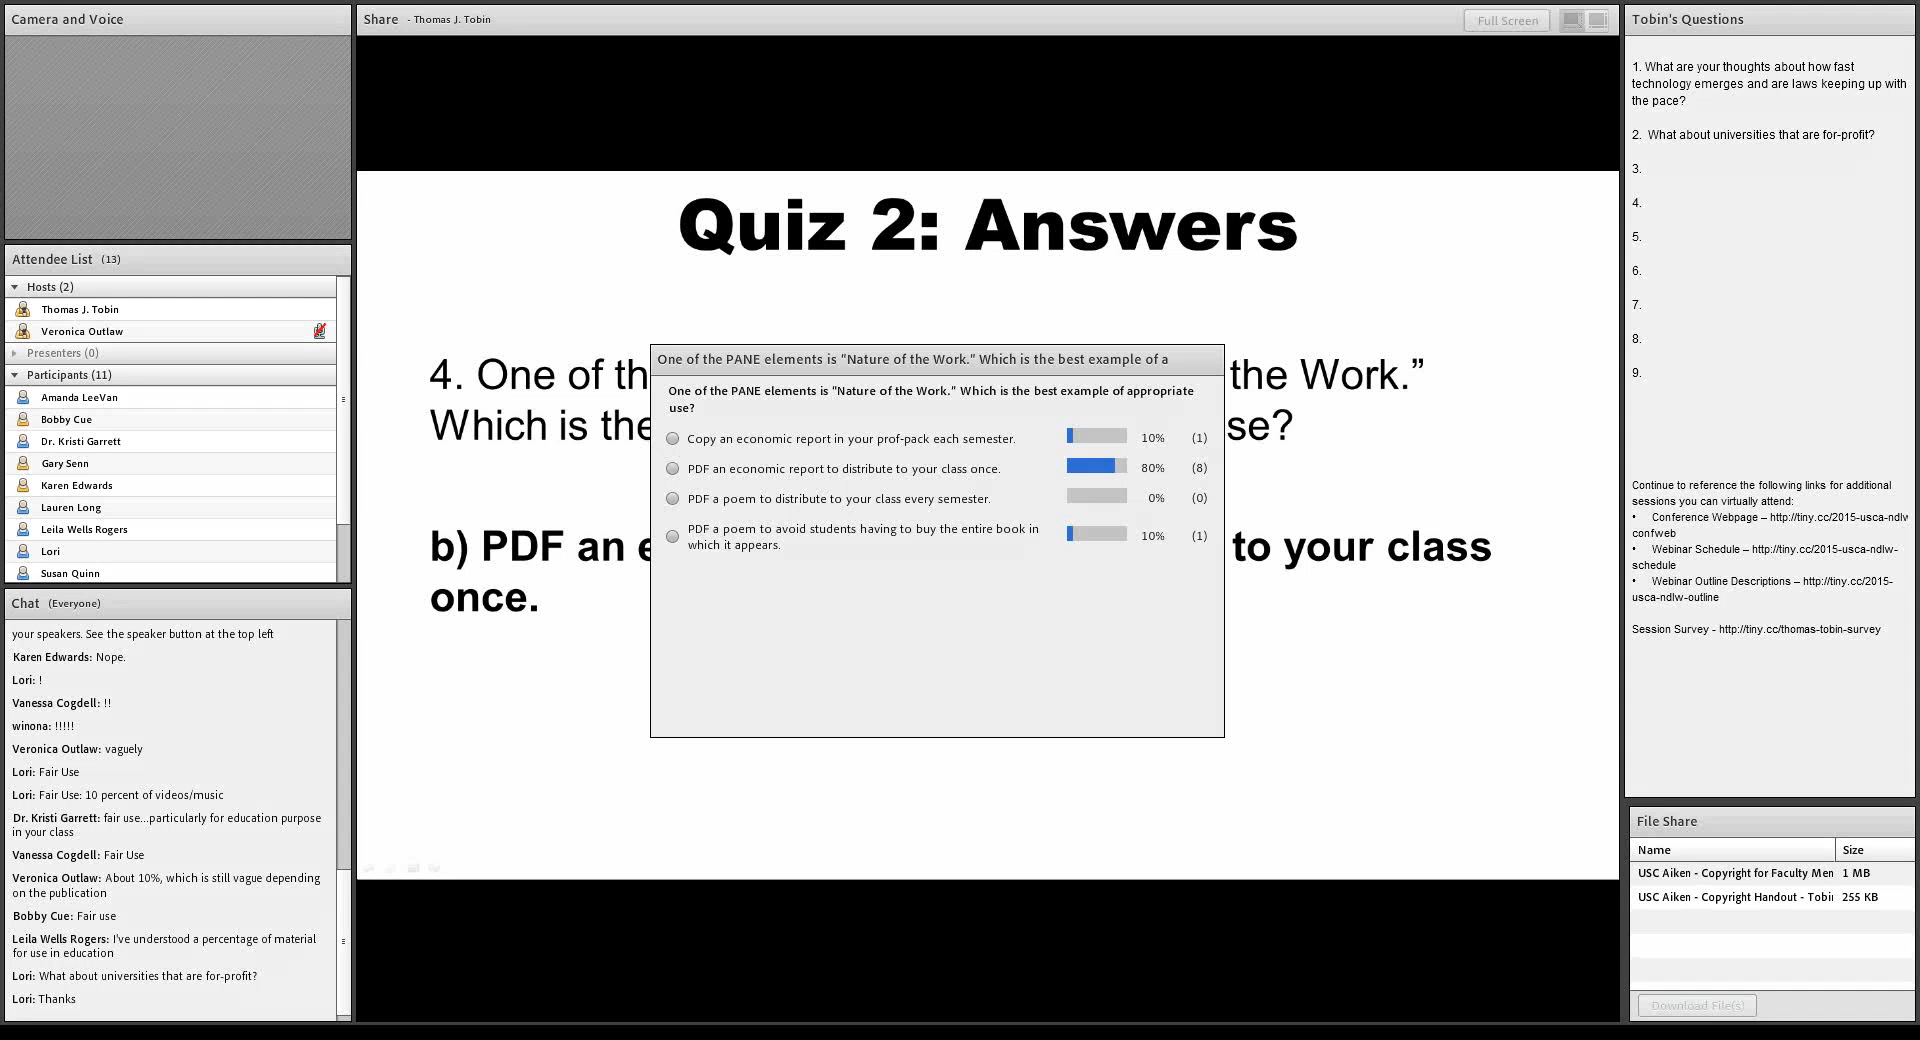 Camera and Voice
Attendee List (13)
Hosts (2)
Thomas J. Tobin
Veronica Outlaw
Presenters (0)
Participants (11)
Amanda LeeVan
Bobby Cue
Dr. Kristi Garrett
Gary Senn
Karen Edwards
Lauren Long
Leila Wells Rogers
Lori
Susan Quinn
Chat (Everyone)
your speakers. See the speaker button at the top left
Karen Edwards: Nope.
Lori: !
Vanessa Cogdell: !!
winona: !!!!!
Veronica Outlaw: vaguely
Lori: Fair Use
Lori: Fair Use: 10 percent of videos/music
Dr. Kristi Garrett: fair use...particularly for education purpose
in your class
Vanessa Cogdell: Fair Use
Veronica Outlaw: About 10%, which is still vague depending
on the publication
Bobby Cue: Fair use
Leila Wells Rogers: I've understood a percentage of material
for use in education
Lori: What about universities that are for-profit?
Lori: Thanks
Share - Thomas J. Tobin
Full Screen
Quiz 2: Answers
4. One of th the Work.”
Which is the se?
b) PDF an e to your class
once.
One of the PANE elements is “Nature of the Work.” Which is the best example of a
One of the PANE elements is “Nature of the Work.” Which is the best example of appropriate
use?
Copy an economic report in your prof-pack each semester. 10% (1)
PDF an economic report to distribute to your class once. 80% (8)
PDF a poem to distribute to your class every semester. 0% (0)
PDF a poem to avoid students having to buy the entire book in
which it appears. 10% (1)
Tobin's Questions
1. What are your thoughts about how fast
technology emerges and are laws keeping up with
the pace?
2. What about universities that are for-profit?
3.
4.
5.
6.
7.
8.
9.
Continue to reference the following links for additional
sessions you can virtually attend:
• Conference Webpage – http://tiny.cc/2015-usca-ndlw-
confweb
• Webinar Schedule – http://tiny.cc/2015-usca-ndlw-
schedule
• Webinar Outline Descriptions – http://tiny.cc/2015-
usca-ndlw-outline
Session Survey - http://tiny.cc/thomas-tobin-survey
File Share
Name Size
USC Aiken - Copyright for Faculty Men 1 MB
USC Aiken - Copyright Handout - Tobi 255 KB
Download File(s)